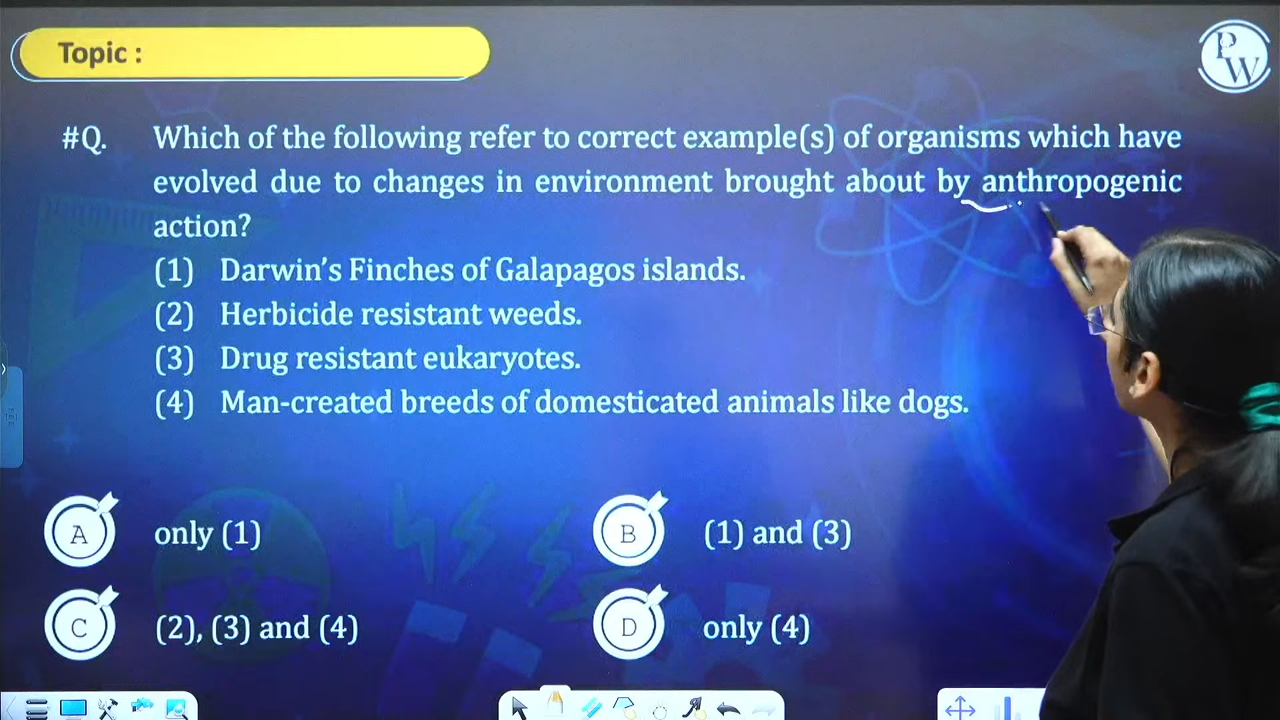 Topic :
PW
#Q. Which of the following refer to correct example(s) of organisms which have
evolved due to changes in environment brought about by anthropogenic
action?
(1) Darwin’s Finches of Galapagos islands.
(2) Herbicide resistant weeds.
(3) Drug resistant eukaryotes.
(4) Man-created breeds of domesticated animals like dogs.
A only (1)
B (1) and (3)
C (2), (3) and (4)
D only (4)